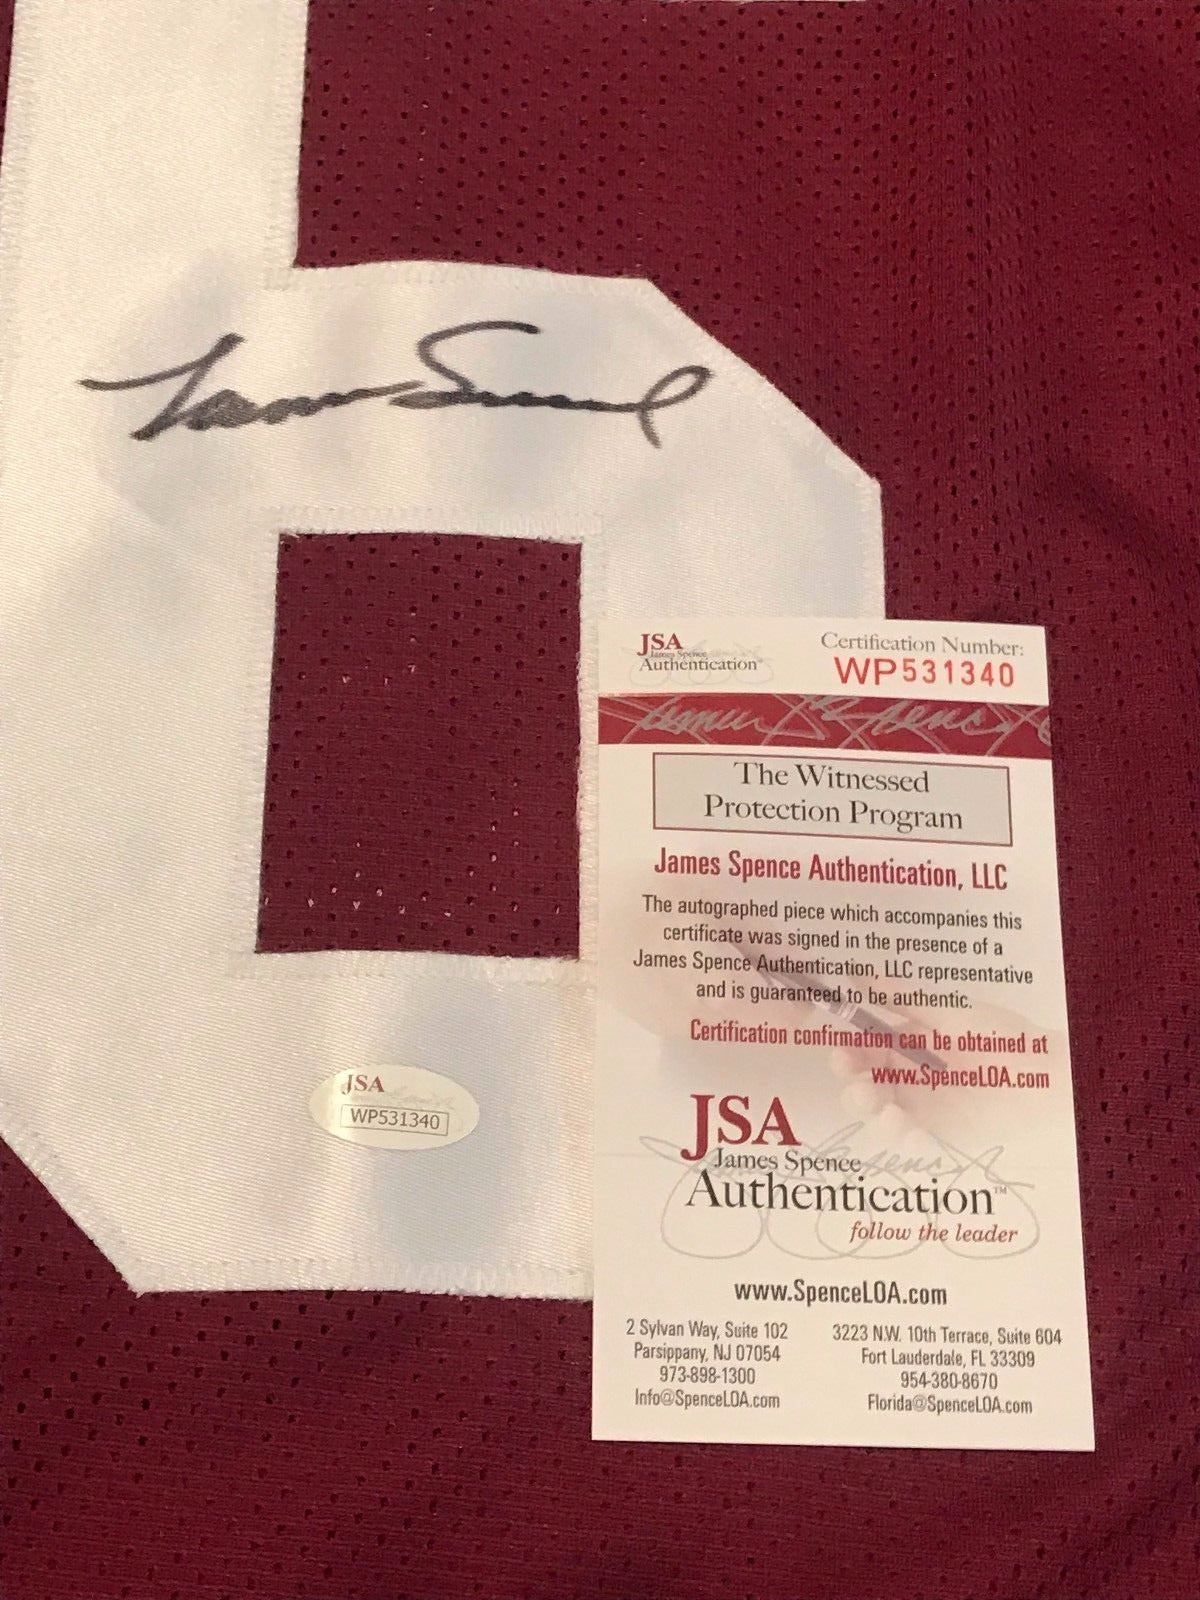 JSA
James Spence
Authentication
Certification Number:
WP531340
The Witnessed
Protection Program
James Spence Authentication, LLC
The autographed piece which accompanies this
certificate was signed in the presence of a
James Spence Authentication, LLC representative
and is guaranteed to be authentic.
Certification confirmation can be obtained at
www.SpenceLOA.com
JSA
James Spence
Authentication™
follow the leader
www.SpenceLOA.com
2 Sylvan Way, Suite 102
Parsippany, NJ 07054
973-898-1300
Info@SpenceLOA.com
3223 N.W. 10th Terrace, Suite 604
Fort Lauderdale, FL 33309
954-380-8670
Florida@SpenceLOA.com
JSA
WP531340